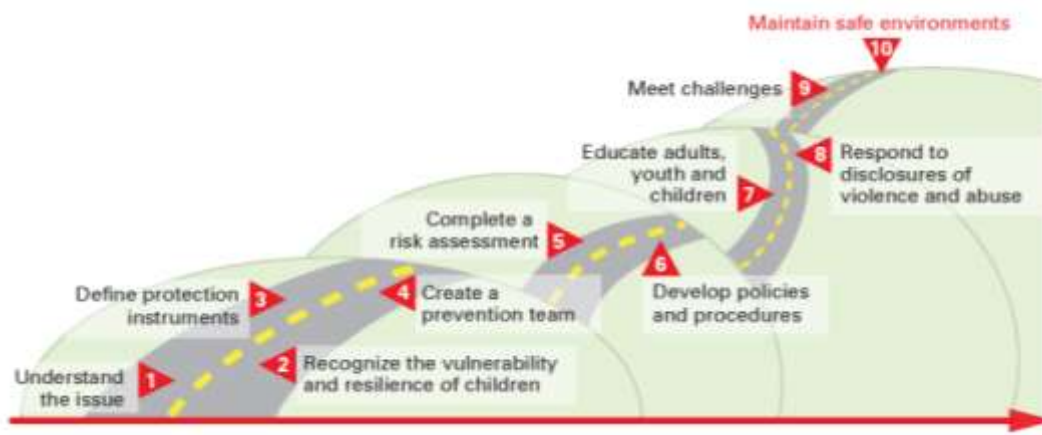 Maintain safe environments
10
Meet challenges
9
Educate adults,
youth and
children
7
8
Respond to
disclosures of
violence and abuse
Complete a
risk assessment
5
6
Develop policies
and procedures
Define protection
instruments
3
4
Create a
prevention team
Understand
the issue
1
2
Recognize the vulnerability
and resilience of children